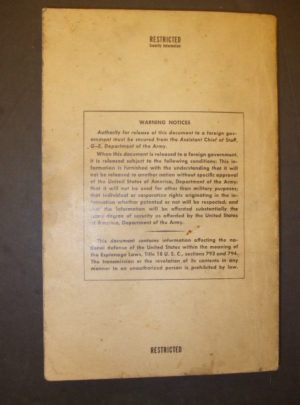 RESTRICTED
Security Information
WARNING NOTICES
Authority for release of this document to a foreign gov-
ernment must be secured from the Assistant Chief of Staff,
G-2, Department of the Army.
When this document is released to a foreign government,
it is released subject to the following conditions: This in-
formation is furnished with the understanding that it will
not be released to another nation without specific approval
of the United States of America, Department of the Army;
that it will not be used for other than military purposes;
that individual or corporation rights originating in the in-
formation whether patented or not will be respected; and
that the information will be afforded substantially the
same degree of security as afforded by the United States
of America, Department of the Army.
This document contains information affecting the na-
tional defense of the United States within the meaning of
the Espionage Laws, Title 18 U. S. C., sections 793 and 794.
The transmission or the revelation of its contents in any
manner to an unauthorized person is prohibited by law.
RESTRICTED